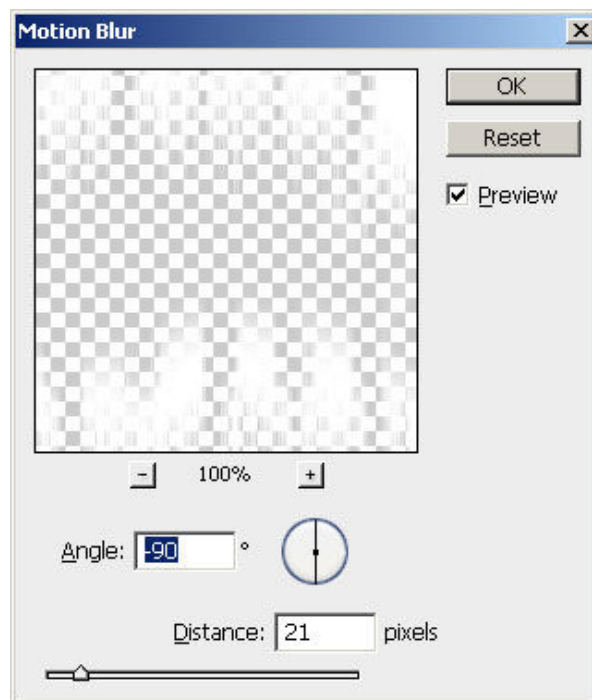 Motion Blur
OK
Reset
Preview
- 100% +
Angle: -90 °
Distance: 21 pixels